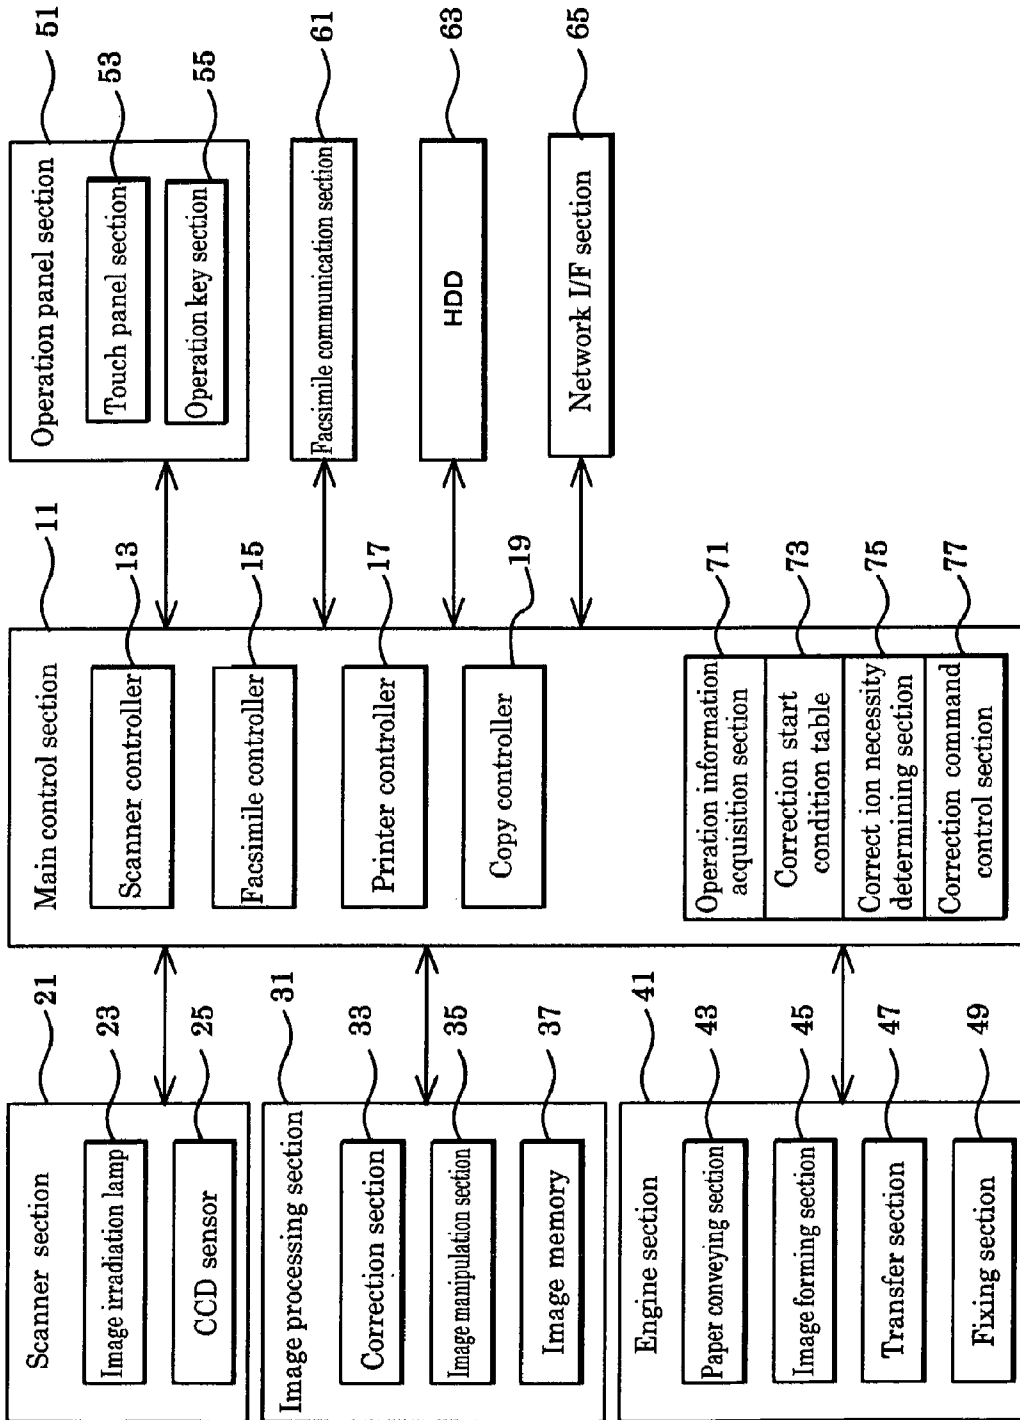 Scanner section
21
Image irradiation lamp
23
CCD sensor
25
Image processing section
31
Correction section
33
Image manipulation section
35
Image memory
37
Engine section
41
Paper conveying section
43
Image forming section
45
Transfer section
47
Fixing section
49
Main control section
11
Scanner controller
13
Facsimile controller
15
Printer controller
17
Copy controller
19
Operation information
acquisition section
71
Correction start
condition table
73
Correct ion necessity
determining section
75
Correction command
control section
77
Operation panel section
51
Touch panel section
53
Operation key section
55
Facsimile communication section
61
HDD
63
Network I/F section
65